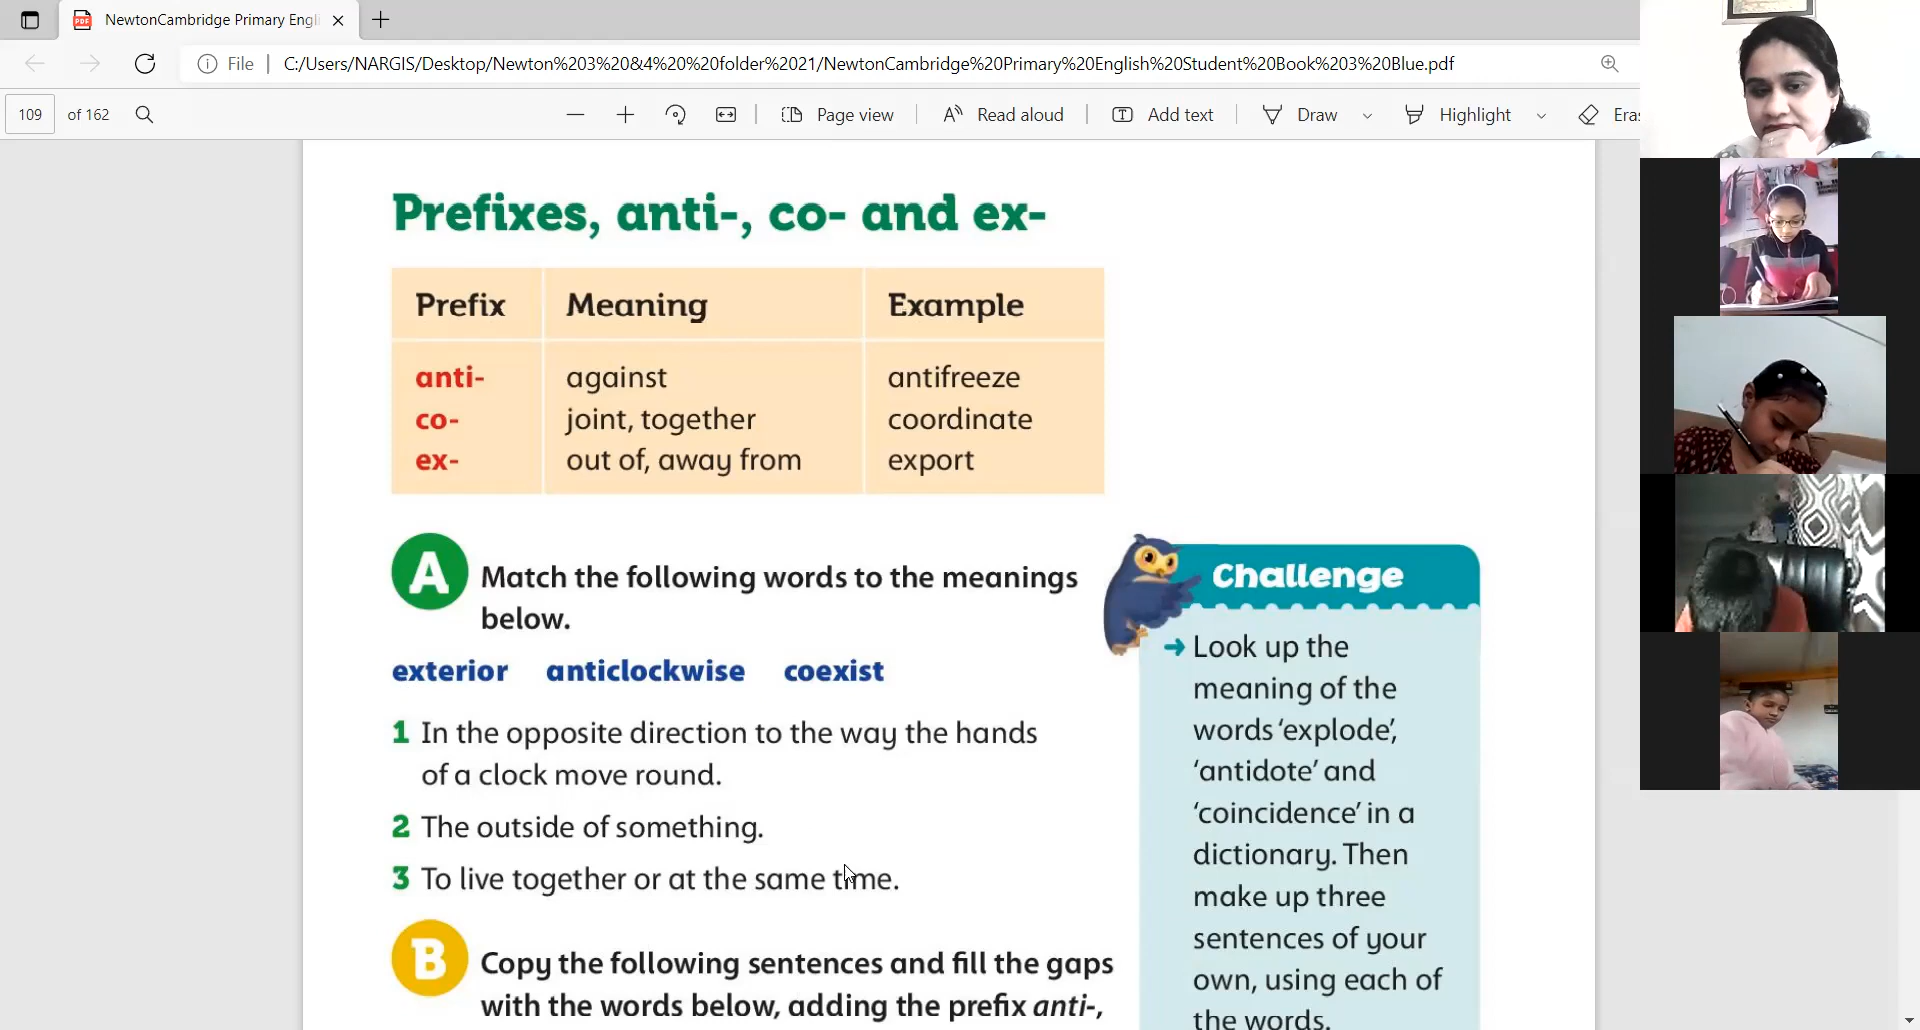 NewtonCambridge Primary Engli
File
C:/Users/NARGIS/Desktop/Newton%203%20&4%20%20folder%2021/NewtonCambridge%20Primary%20English%20Student%20Book%203%20Blue.pdf
109 of 162
Page view
Read aloud
Add text
Draw
Highlight
Eras
Prefixes, anti-, co- and ex-
Prefix Meaning Example
anti- against antifreeze
co- joint, together coordinate
ex- out of, away from export
A Match the following words to the meanings
below.
exterior anticlockwise coexist
1 In the opposite direction to the way the hands
of a clock move round.
2 The outside of something.
3 To live together or at the same time.
B Copy the following sentences and fill the gaps
with the words below, adding the prefix anti-,
Challenge
→ Look up the
meaning of the
words ‘explode’,
‘antidote’ and
‘coincidence’ in a
dictionary. Then
make up three
sentences of your
own, using each of
the words.